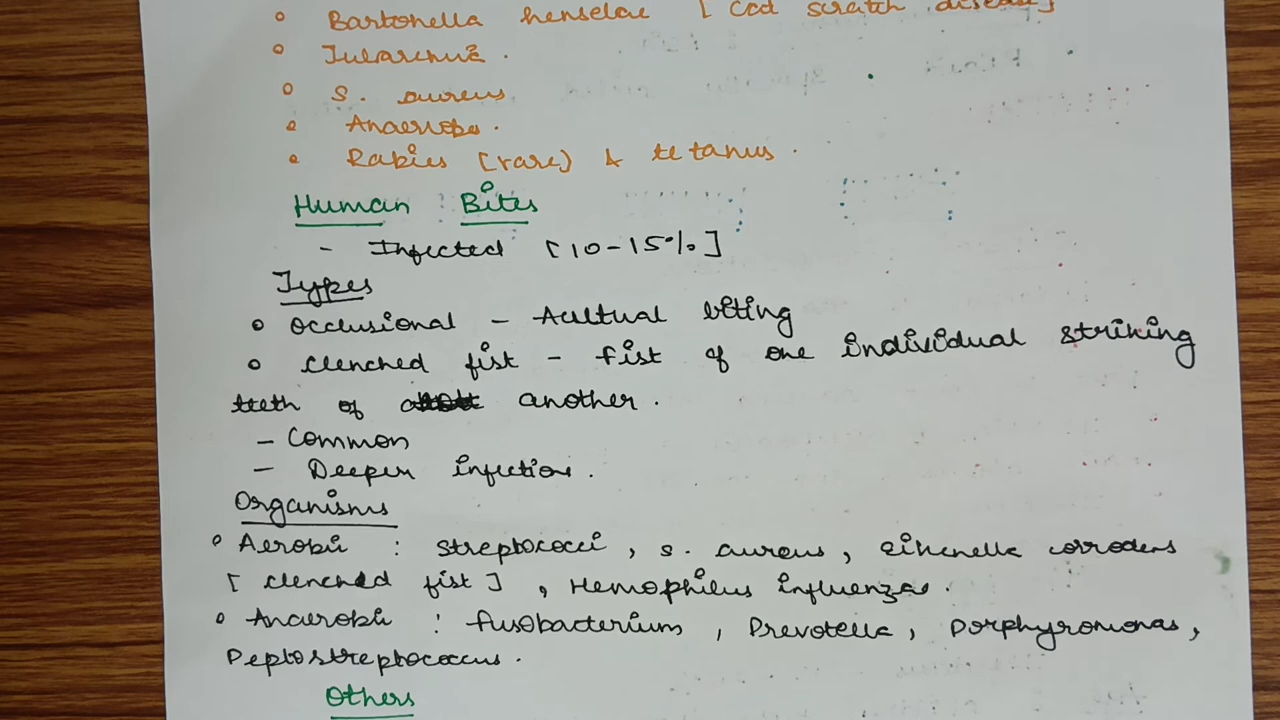 Bartonella henselae [Cat scratch disease]
Tularemia.
S. aureus
Anaerobes.
Rabies [rare] & tetanus.
Human Bites
- Infected [10-15%]
Types
Occlusional - Acultual biting
Clenched fist - Fist of one individual striking
teeth of another.
- Common
- Deeper infection.
Organisms
Aerobic : Streptococci, S. aureus, Eikenella corrodens
[clenched fist], Hemophilus influenzae.
Anaerobic : Fusobacterium, Prevotella, Porphyromonas,
Peptostreptococcus.
Others